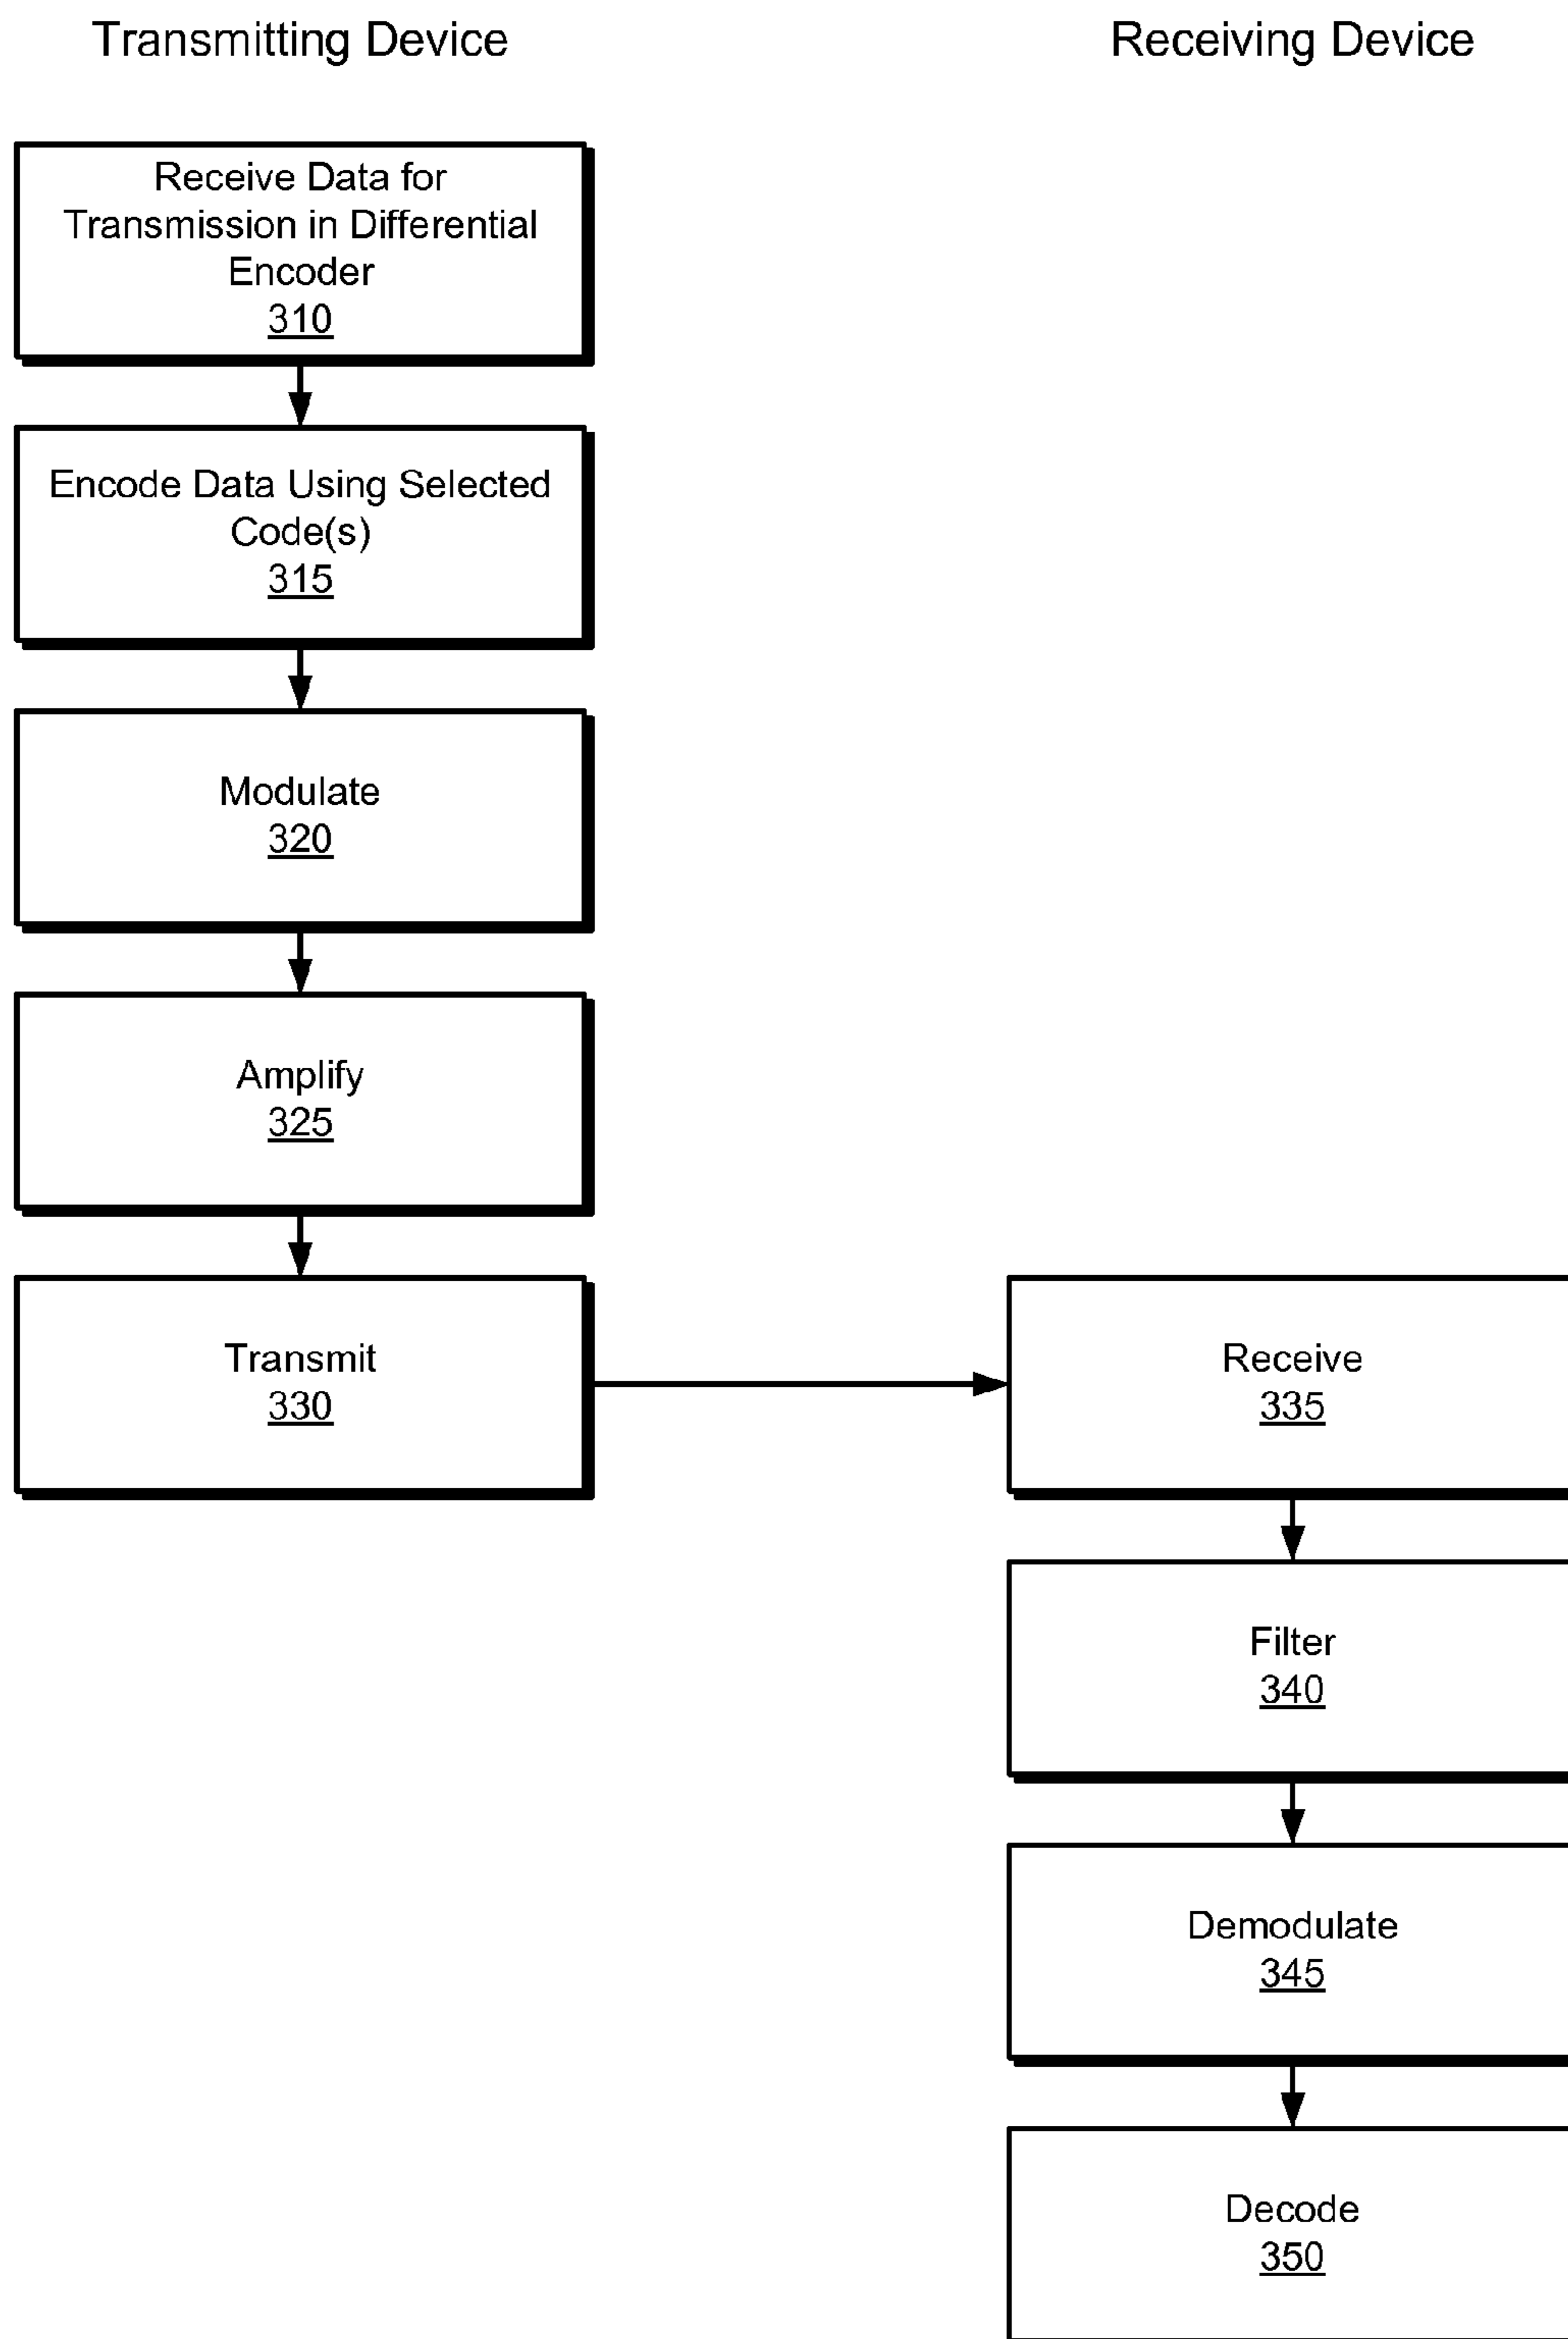 Transmitting Device
Receiving Device
Receive Data for
Transmission in Differential
Encoder
310
Encode Data Using Selected
Code(s)
315
Modulate
320
Amplify
325
Transmit
330
Receive
335
Filter
340
Demodulate
345
Decode
350